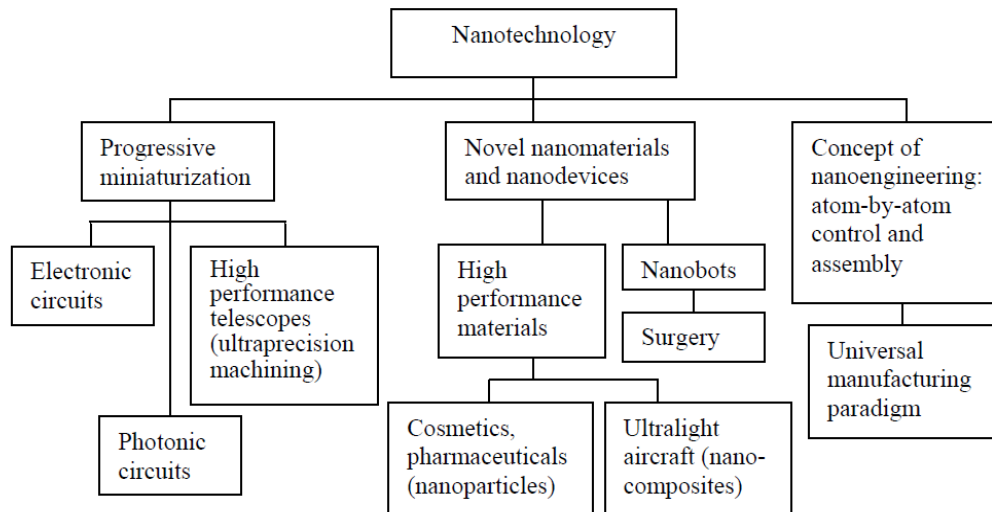 Nanotechnology
Progressive
miniaturization
Novel nanomaterials
and nanodevices
Concept of
nanoengineering:
atom-by-atom
control and
assembly
Electronic
circuits
High
performance
telescopes
(ultraprecision
machining)
Photonic
circuits
High
performance
materials
Nanobots
Surgery
Universal
manufacturing
paradigm
Cosmetics,
pharmaceuticals
(nanoparticles)
Ultralight
aircraft (nano-
composites)